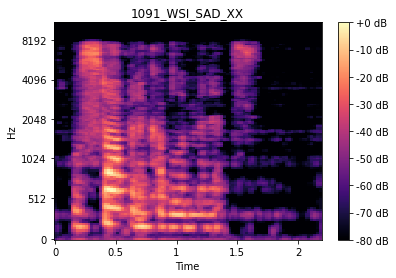 1091_WSI_SAD_XX
Hz
8192
4096
2048
1024
512
0
0 0.5 1 1.5 2
Time
+0 dB
-10 dB
-20 dB
-30 dB
-40 dB
-50 dB
-60 dB
-70 dB
-80 dB